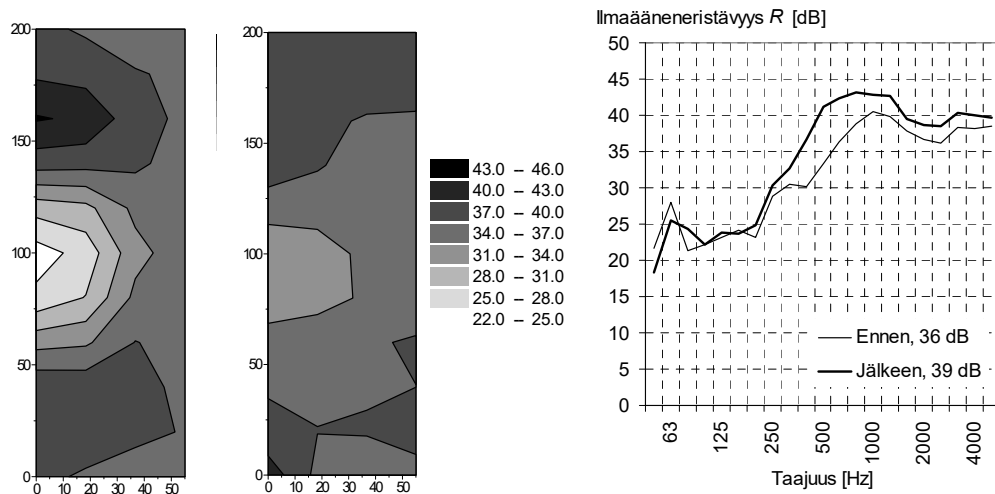 200
150
100
50
0
0 10 20 30 40 50
200
150
100
50
0
0 10 20 30 40 50
43.0 – 46.0
40.0 – 43.0
37.0 – 40.0
34.0 – 37.0
31.0 – 34.0
28.0 – 31.0
25.0 – 28.0
22.0 – 25.0
Ilmaääneneristävyys R [dB]
50
45
40
35
30
25
20
15
10
5
0
Ennen, 36 dB
Jälkeen, 39 dB
63 125 250 500 1000 2000 4000
Taajuus [Hz]